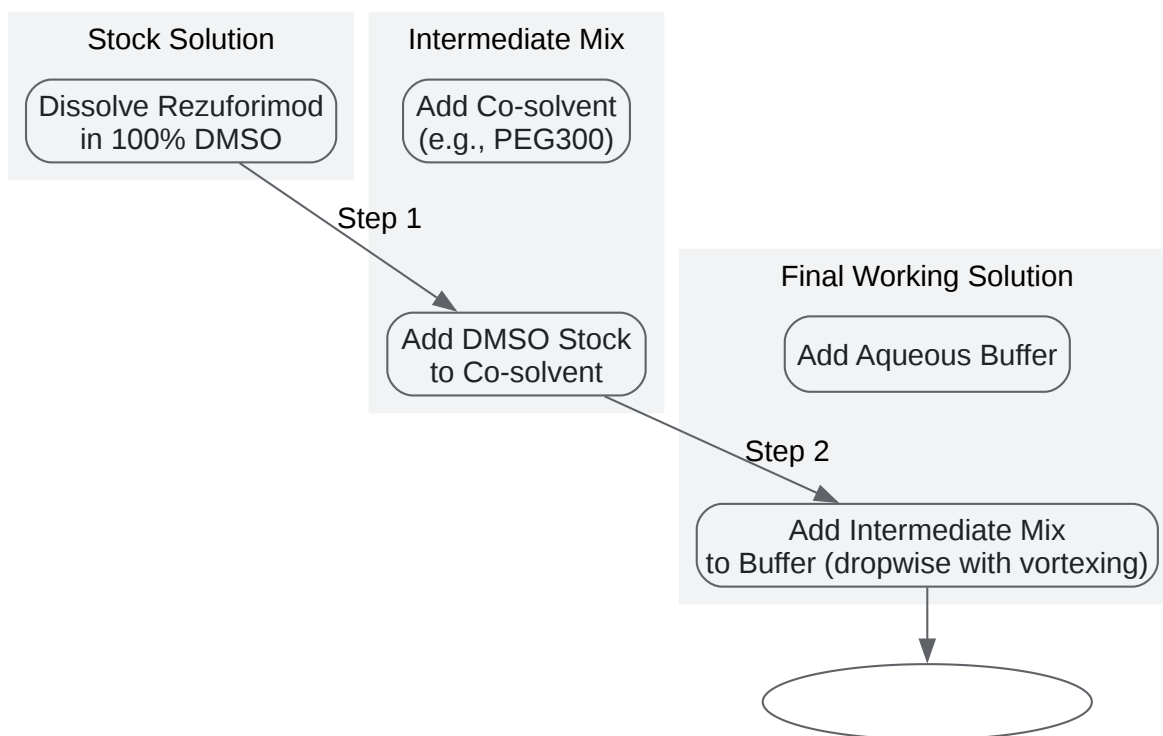 Stock Solution
Dissolve Rezuforimod
in 100% DMSO
Intermediate Mix
Add Co-solvent
(e.g., PEG300)
Step 1
Add DMSO Stock
to Co-solvent
Final Working Solution
Add Aqueous Buffer
Step 2
Add Intermediate Mix
to Buffer (dropwise with vortexing)